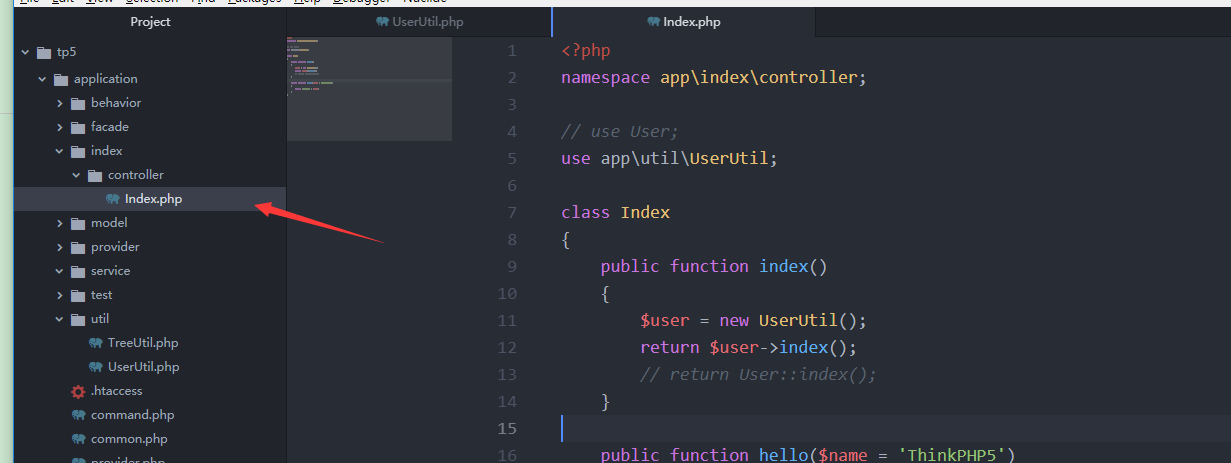 File Edit View Selection Find Packages Help Debugger Nuclide
Project
UserUtil.php
Index.php
tp5
application
behavior
facade
index
controller
Index.php
model
provider
service
test
util
TreeUtil.php
UserUtil.php
.htaccess
command.php
common.php
provider.php
1 <?php
2 namespace app\index\controller;
3
4 // use User;
5 use app\util\UserUtil;
6
7 class Index
8 {
9 public function index()
10 {
11 $user = new UserUtil();
12 return $user->index();
13 // return User::index();
14 }
15
16 public function hello($name = 'ThinkPHP5')